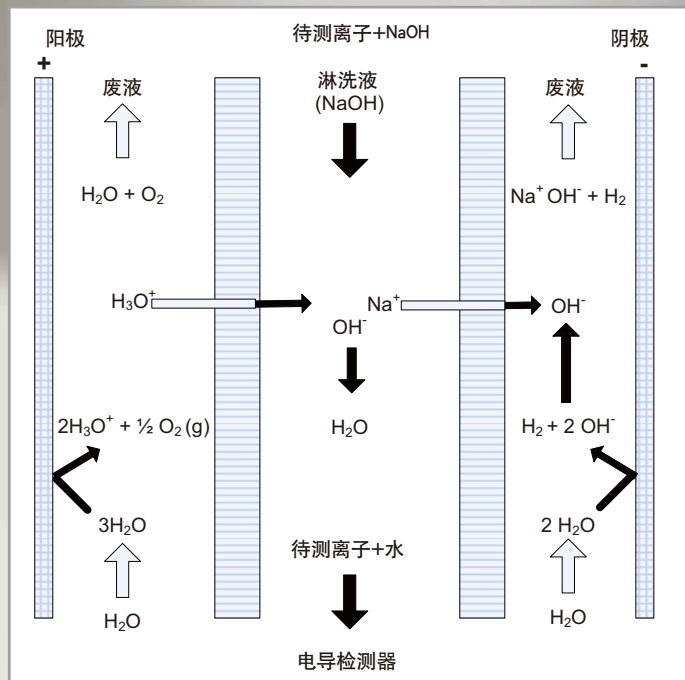 阳极
待测离子+NaOH
阴极
+
-
废液
淋洗液
(NaOH)
废液
H₂O + O₂
Na⁺ OH⁻ + H₂
H₃O⁺
Na⁺
OH⁻
OH⁻
2H₃O⁺ + ½ O₂ (g)
H₂O
H₂ + 2 OH⁻
3H₂O
2 H₂O
待测离子+水
H₂O
H₂O
电导检测器